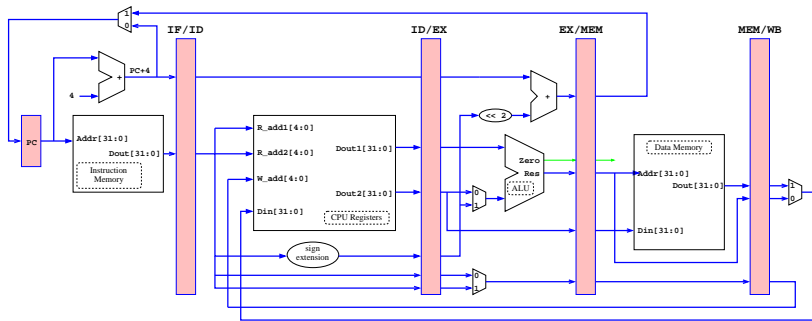 1
0
IF/ID
ID/EX
EX/MEM
MEM/WB
PC+4
+
4
+
<< 2
PC
Addr[31:0]
Dout[31:0]
Instruction
Memory
R_add1[4:0]
R_add2[4:0]
W_add[4:0]
Din[31:0]
Dout1[31:0]
Dout2[31:0]
CPU Registers
sign
extension
0
1
0
1
Zero
Res
ALU
Data Memory
Addr[31:0]
Dout[31:0]
Din[31:0]
1
0